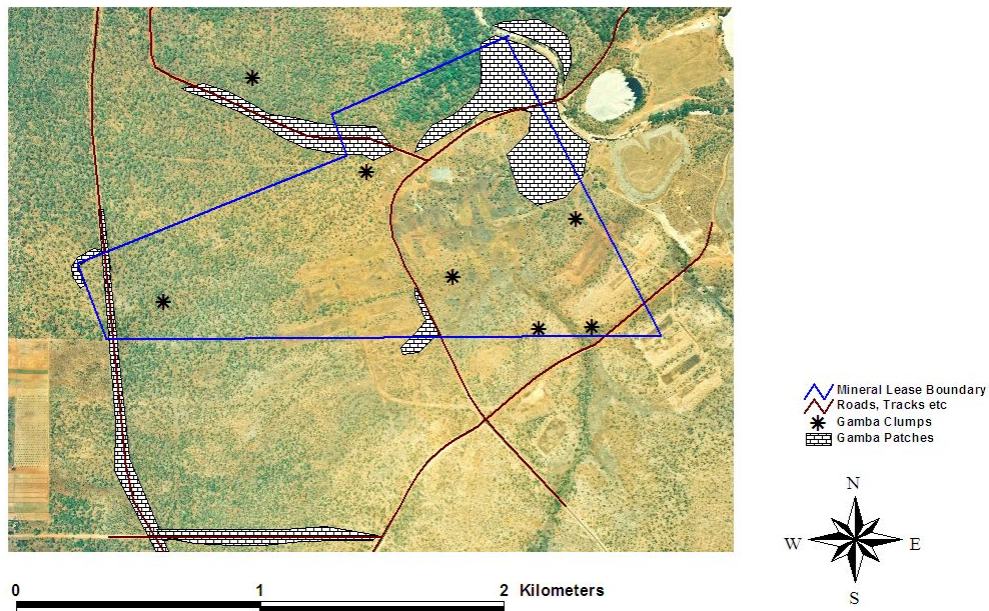 Mineral Lease Boundary
Roads, Tracks etc
Gamba Clumps
Gamba Patches
N
W E
S
0 1 2 Kilometers